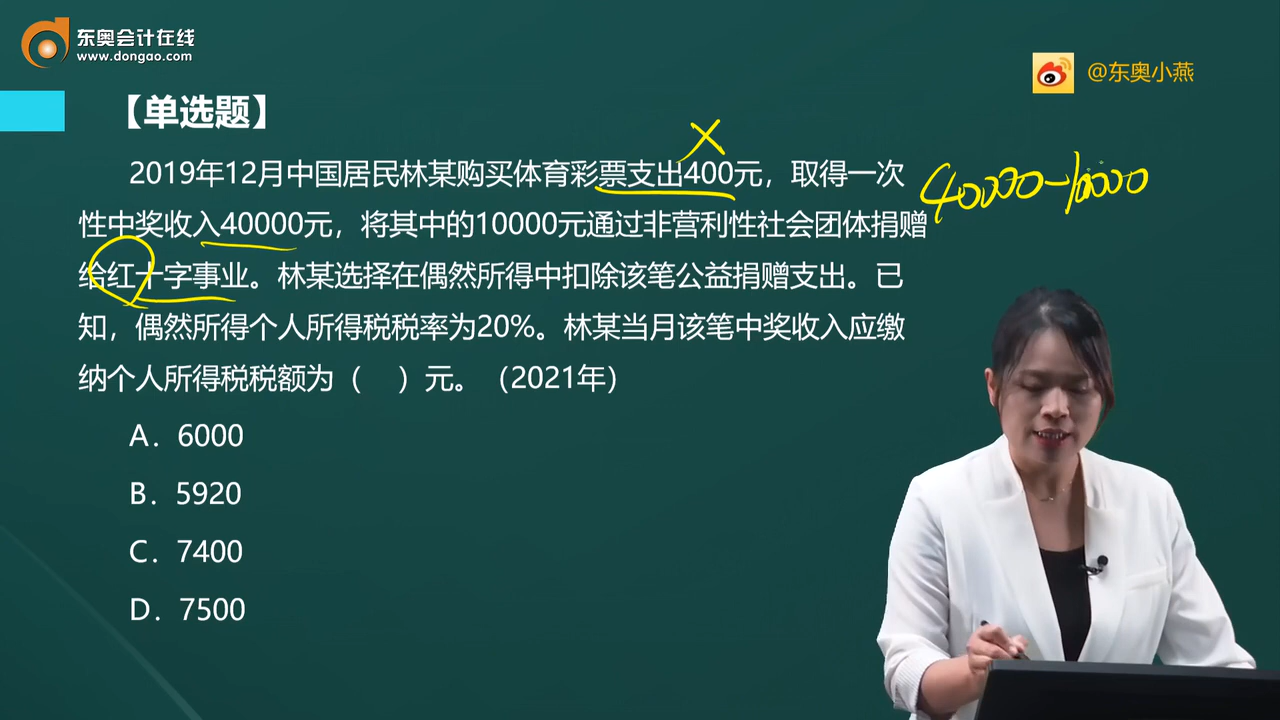 东奥会计在线
www.dongao.com
@东奥小燕
【单选题】
2019年12月中国居民林某购买体育彩票支出400元，取得一次
性中奖收入40000元，将其中的10000元通过非营利性社会团体捐赠
给红十字事业。林某选择在偶然所得中扣除该笔公益捐赠支出。已
知，偶然所得个人所得税税率为20%。林某当月该笔中奖收入应缴
纳个人所得税税额为（　）元。（2021年）
40000-10000
A．6000
B．5920
C．7400
D．7500